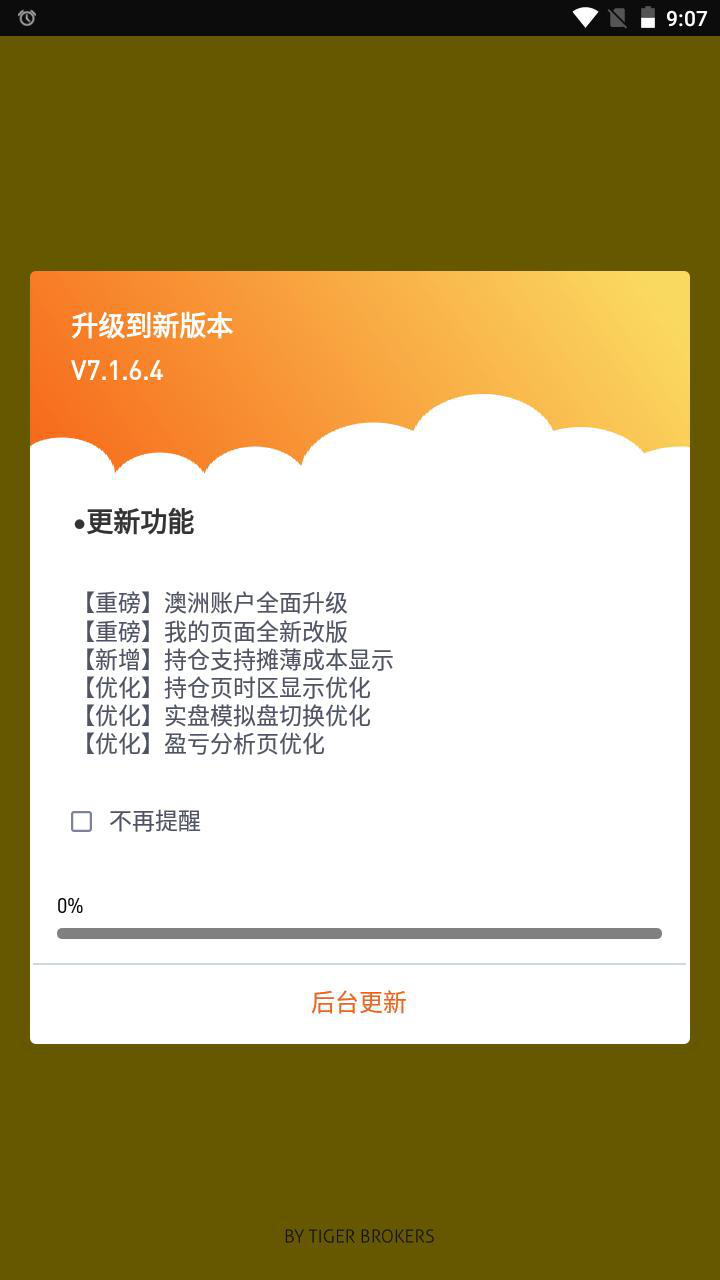 9:07
升级到新版本
V7.1.6.4
•更新功能
【重磅】澳洲账户全面升级
【重磅】我的页面全新改版
【新增】持仓支持摊薄成本显示
【优化】持仓页时区显示优化
【优化】实盘模拟盘切换优化
【优化】盈亏分析页优化
不再提醒
0%
后台更新
BY TIGER BROKERS